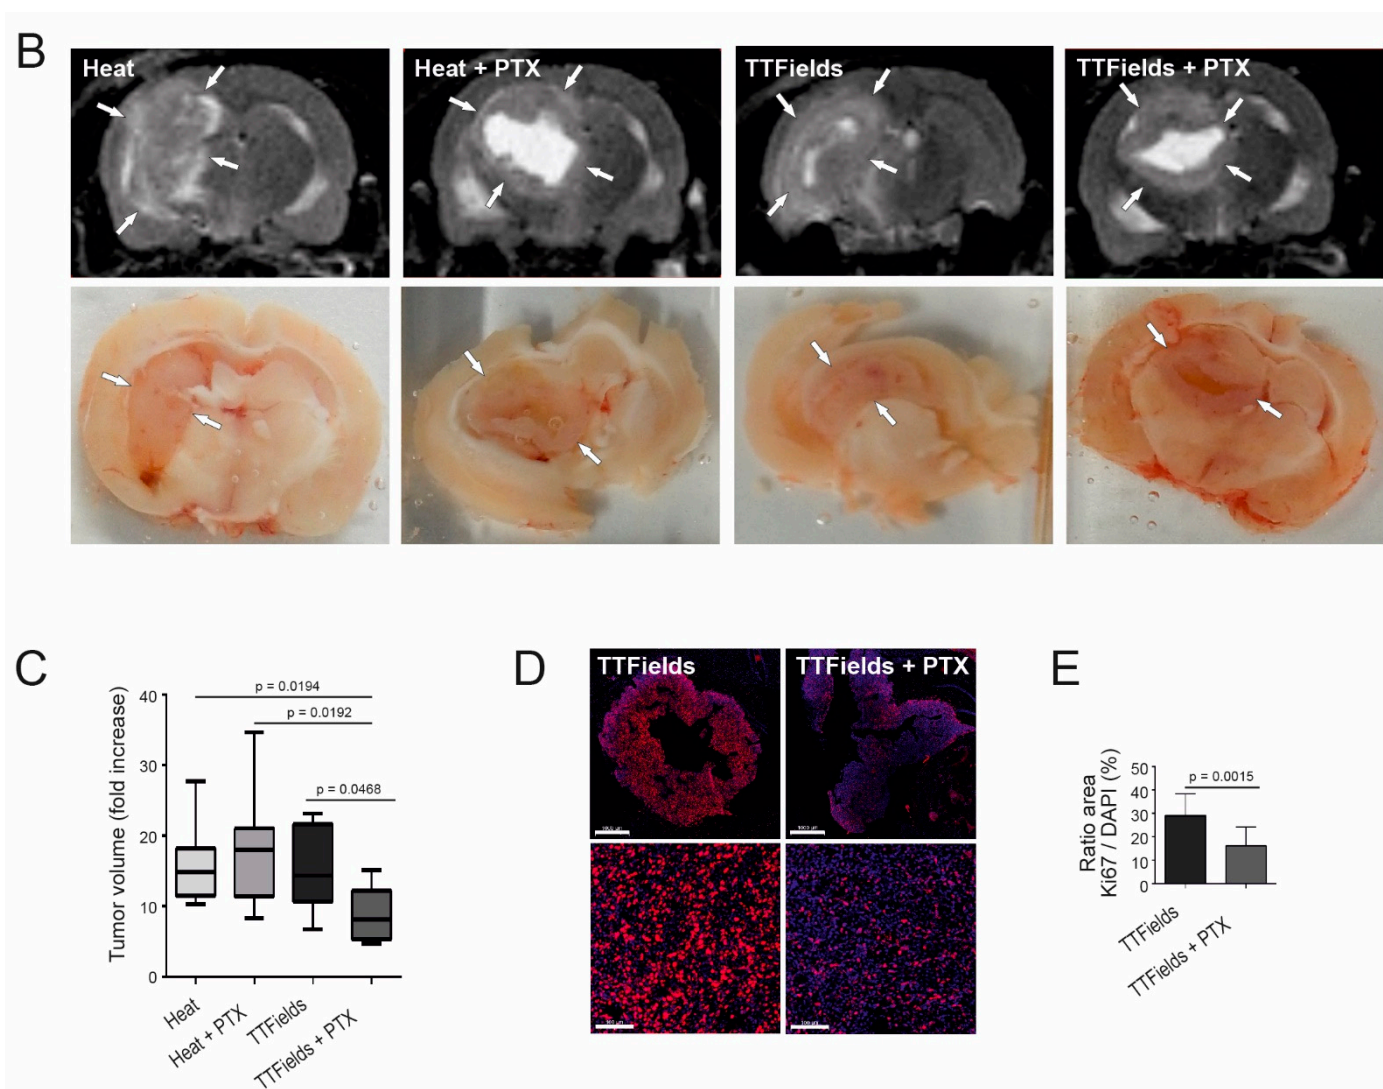 B
Heat
Heat + PTX
TTFields
TTFields + PTX
C
Tumor volume (fold increase)
40
30
20
10
0
p = 0.0194
p = 0.0192
p = 0.0468
Heat
Heat + PTX
TTFields
TTFields + PTX
D
TTFields
TTFields + PTX
E
Ratio area
Ki67 / DAPI (%)
50
40
30
20
10
0
p = 0.0015
TTFields
TTFields + PTX